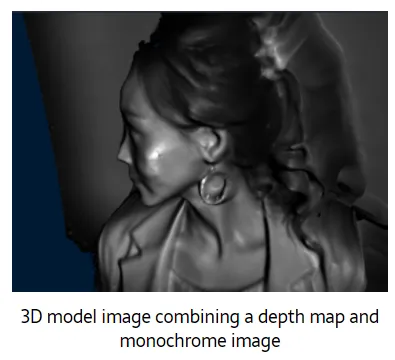 3D model image combining a depth map and
monochrome image